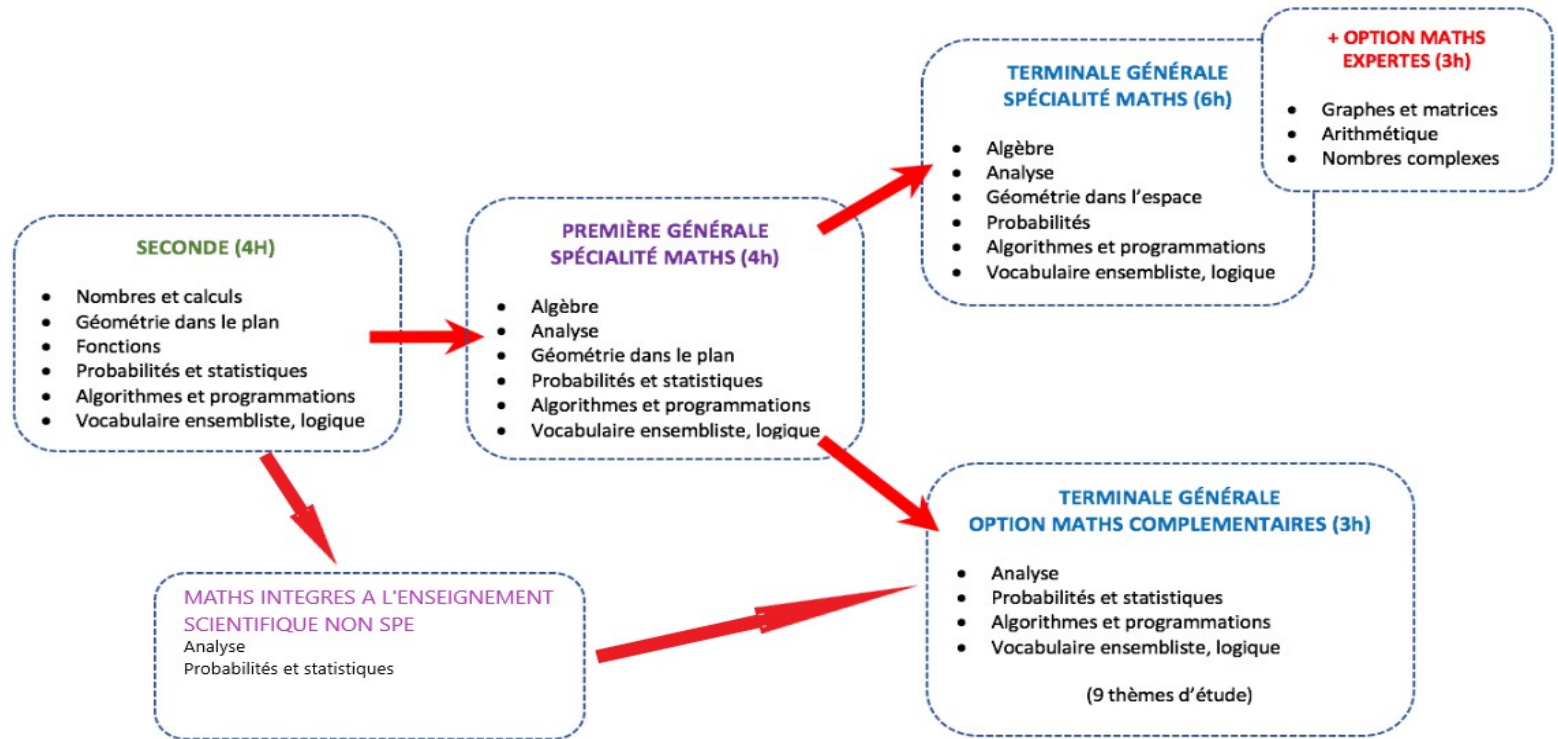 SECONDE (4H)
• Nombres et calculs
• Géométrie dans le plan
• Fonctions
• Probabilités et statistiques
• Algorithmes et programmations
• Vocabulaire ensembliste, logique
PREMIÈRE GÉNÉRALE
SPÉCIALITÉ MATHS (4h)
• Algèbre
• Analyse
• Géométrie dans le plan
• Probabilités et statistiques
• Algorithmes et programmations
• Vocabulaire ensembliste, logique
TERMINALE GÉNÉRALE
SPÉCIALITÉ MATHS (6h)
• Algèbre
• Analyse
• Géométrie dans l'espace
• Probabilités
• Algorithmes et programmations
• Vocabulaire ensembliste, logique
+ OPTION MATHS
EXPERTES (3h)
• Graphes et matrices
• Arithmétique
• Nombres complexes
MATHS INTEGRES A L'ENSEIGNEMENT
SCIENTIFIQUE NON SPE
Analyse
Probabilités et statistiques
TERMINALE GÉNÉRALE
OPTION MATHS COMPLEMENTAIRES (3h)
• Analyse
• Probabilités et statistiques
• Algorithmes et programmations
• Vocabulaire ensembliste, logique
(9 thèmes d'étude)